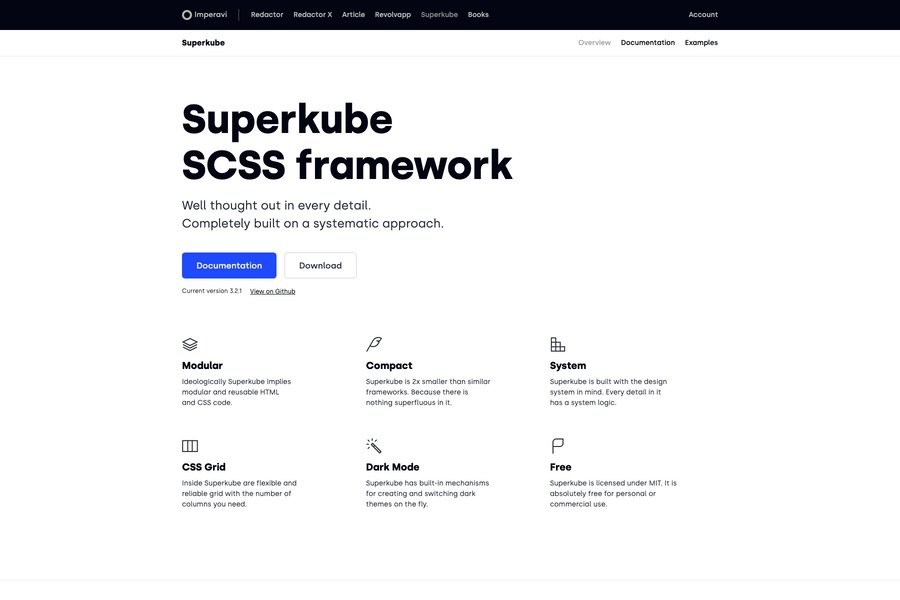 Imperavi Redactor Redactor X Article Revolvapp Superkube Books Account
Superkube Overview Documentation Examples
Superkube
SCSS framework
Well thought out in every detail.
Completely built on a systematic approach.
Documentation Download
Current version 3.2.1 View on Github
Modular
Ideologically Superkube implies
modular and reusable HTML
and CSS code.
Compact
Superkube is 2x smaller than similar
frameworks. Because there is
nothing superfluous in it.
System
Superkube is built with the design
system in mind. Every detail in it
has a system logic.
CSS Grid
Inside Superkube are flexible and
reliable grid with the number of
columns you need.
Dark Mode
Superkube has built-in mechanisms
for creating and switching dark
themes on the fly.
Free
Superkube is licensed under MIT. It is
absolutely free for personal or
commercial use.